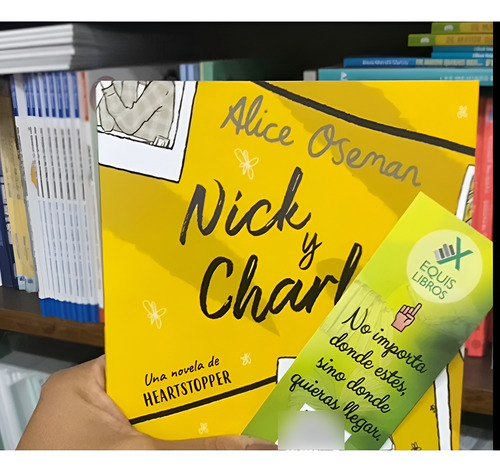 Alice Oseman
Nick
y
Charl
Una novela de
HEARTSTOPPER
EQUIS
LIBROS
No importa
donde estés,
sino donde
quieras llegar.